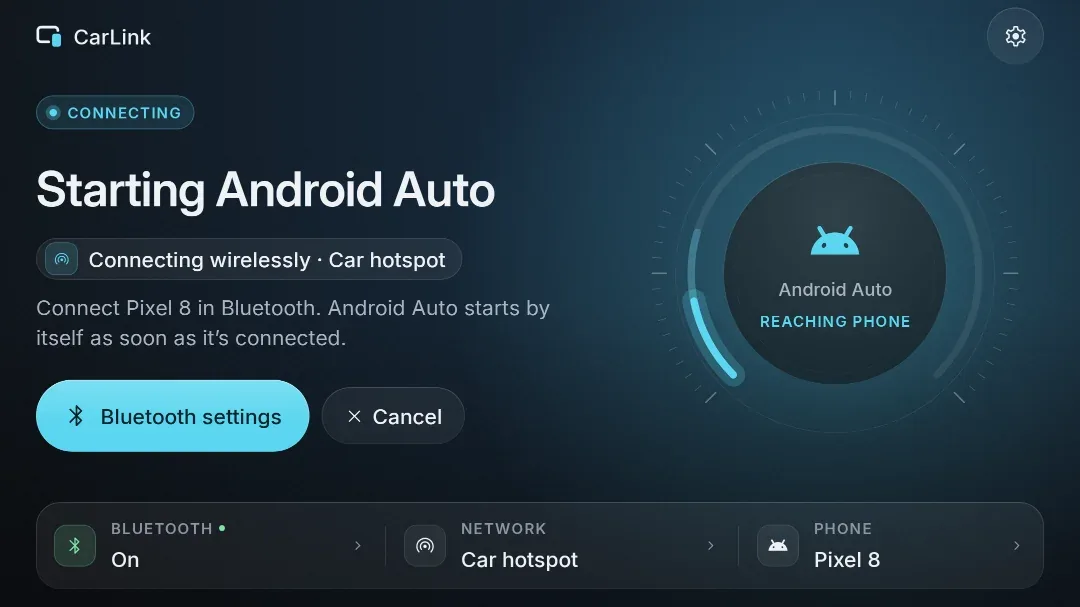 CarLink
CONNECTING
Starting Android Auto
Connecting wirelessly · Car hotspot
Connect Pixel 8 in Bluetooth. Android Auto starts by
itself as soon as it’s connected.
Bluetooth settings
Cancel
Android Auto
REACHING PHONE
BLUETOOTH
On
NETWORK
Car hotspot
PHONE
Pixel 8